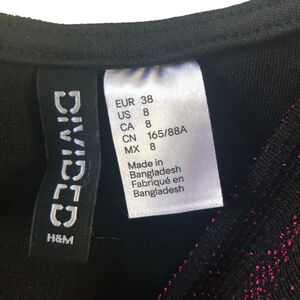 DIVIDED
H&M
EUR 38
US 8
CA 8
CN 165/88A
MX 8
Made in
Bangladesh
Fabriqué en
Bangladesh